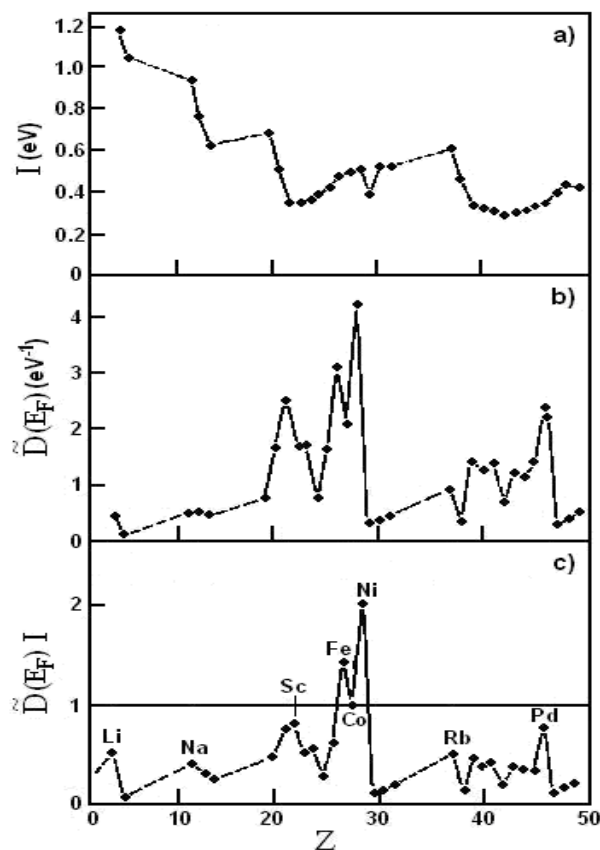 a)
I (eV)
1.2
1.0
0.8
0.6
0.4
0.2
0
b)
D̃(E_F) (eV⁻¹)
4
3
2
1
0
c)
D̃(E_F) I
2
1
0
Ni
Fe
Sc
Co
Li
Na
Rb
Pd
0 10 20 30 40 50
Z